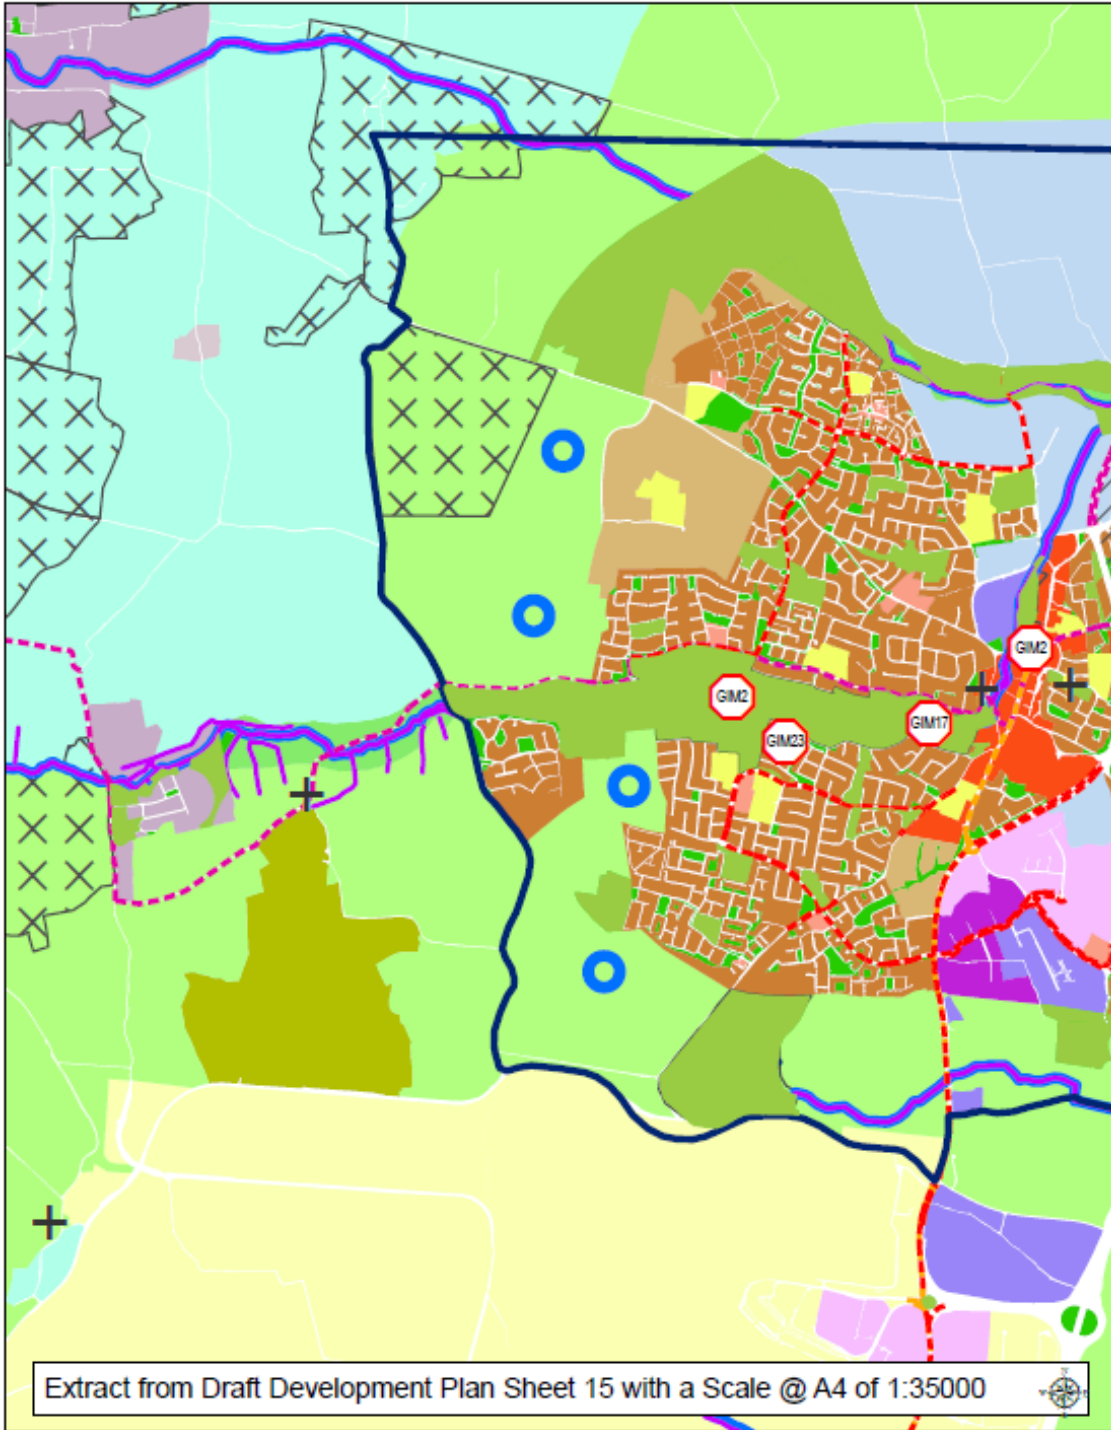 GIM2
GIM2
GIM17
GIM23
Extract from Draft Development Plan Sheet 15 with a Scale @ A4 of 1:35000